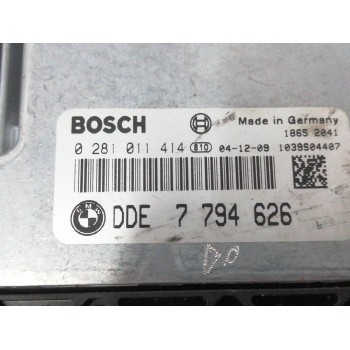 BOSCH
Made in Germany
1865 2041
0 281 011 414 810 04-12-09 1039S04407
BMW
DDE 7 794 626